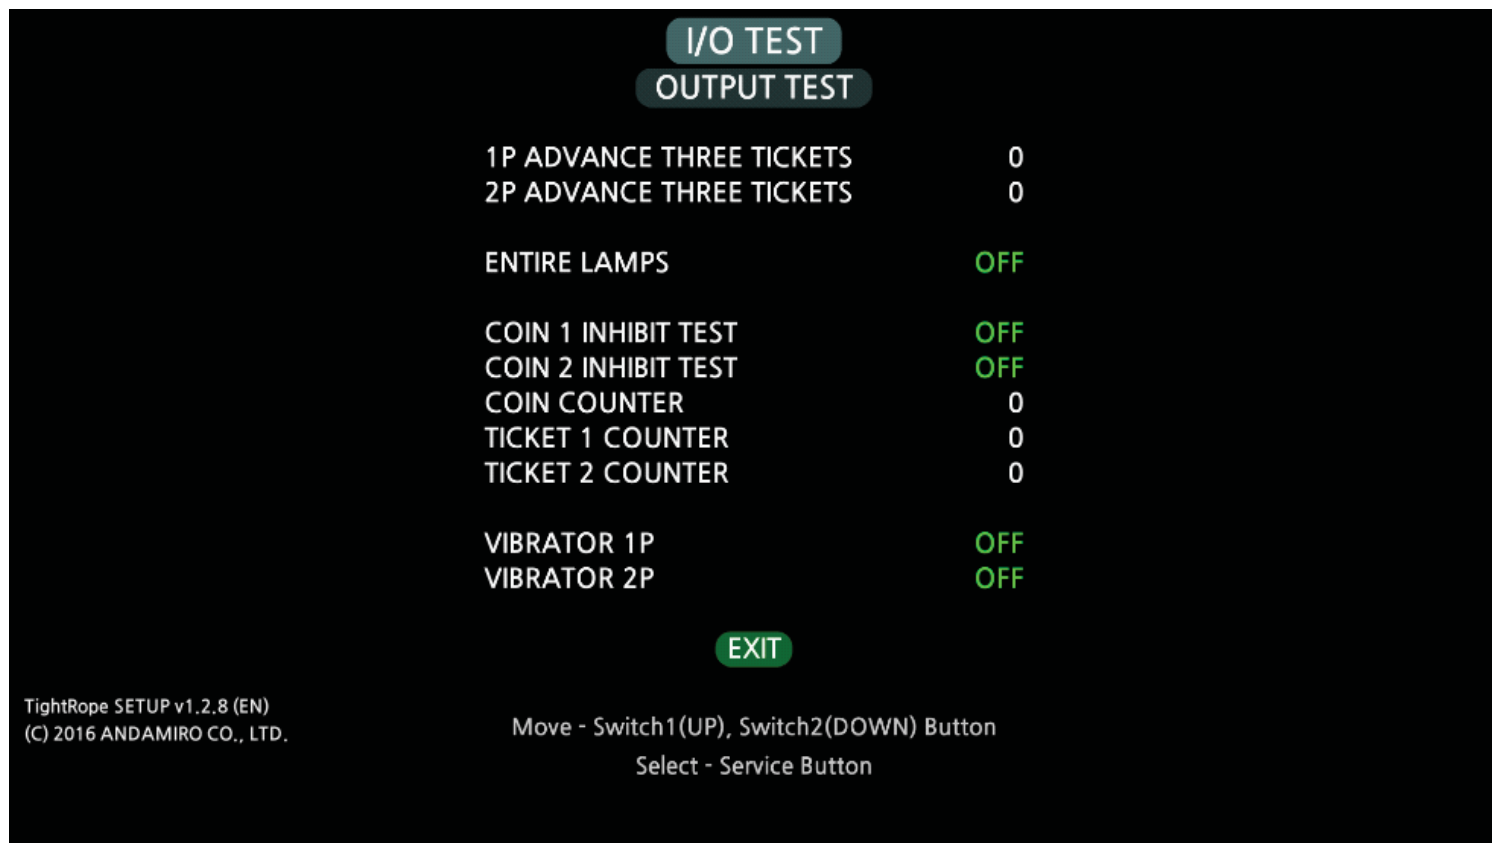 I/O TEST
OUTPUT TEST
1P ADVANCE THREE TICKETS 0
2P ADVANCE THREE TICKETS 0
ENTIRE LAMPS OFF
COIN 1 INHIBIT TEST OFF
COIN 2 INHIBIT TEST OFF
COIN COUNTER 0
TICKET 1 COUNTER 0
TICKET 2 COUNTER 0
VIBRATOR 1P OFF
VIBRATOR 2P OFF
EXIT
TightRope SETUP v1.2.8 (EN)
(C) 2016 ANDAMIRO CO., LTD.
Move - Switch1(UP), Switch2(DOWN) Button
Select - Service Button